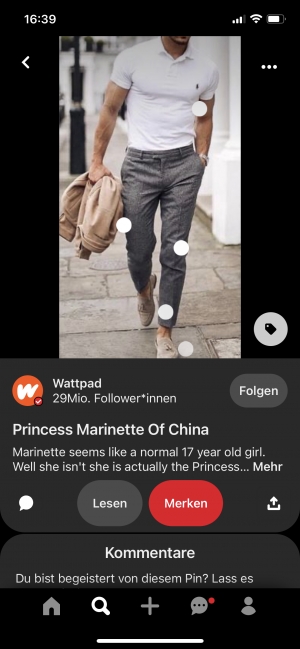 16:39
Wattpad
29Mio. Follower*innen
Folgen
Princess Marinette Of China
Marinette seems like a normal 17 year old girl.
Well she isn't she is actually the Princess... Mehr
Lesen
Merken
Kommentare
Du bist begeistert von diesem Pin? Lass es